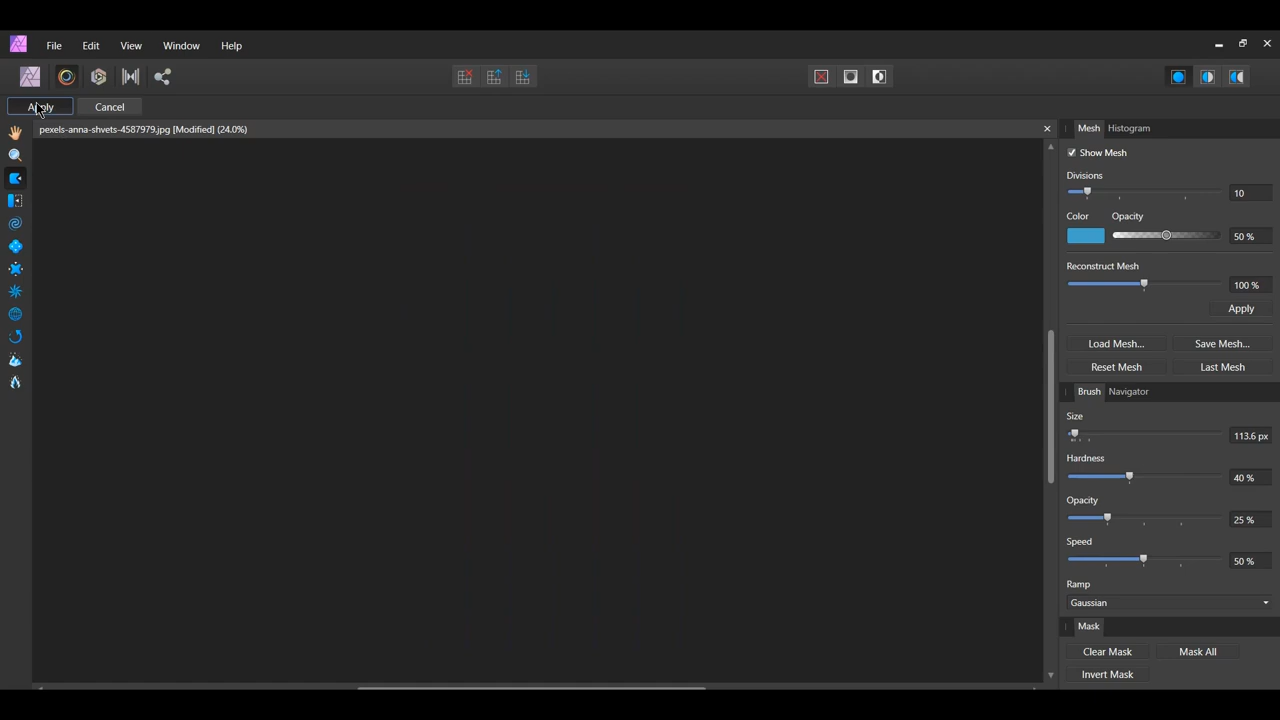 File Edit View Window Help
Apply Cancel
pexels-anna-shvets-4587979.jpg [Modified] (24.0%)
Mesh Histogram
Show Mesh
Divisions
10
Color Opacity
50 %
Reconstruct Mesh
100 %
Apply
Load Mesh... Save Mesh...
Reset Mesh Last Mesh
Brush Navigator
Size
113.6 px
Hardness
40 %
Opacity
25 %
Speed
50 %
Ramp
Gaussian
Mask
Clear Mask Mask All
Invert Mask